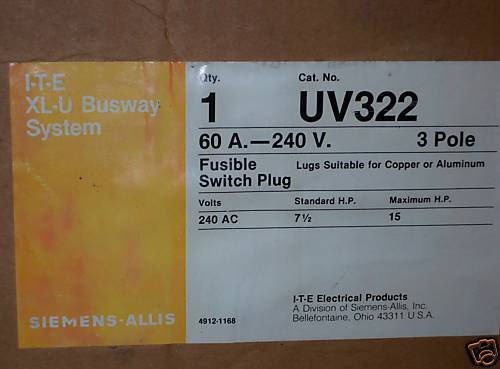 I-T-E
XL-U Busway
System
SIEMENS-ALLIS
Qty. Cat. No.
1 UV322
60 A.—240 V. 3 Pole
Fusible Lugs Suitable for Copper or Aluminum
Switch Plug
Volts Standard H.P. Maximum H.P.
240 AC 7½ 15
I-T-E Electrical Products
A Division of Siemens-Allis, Inc.
4912-1168 Bellefontaine, Ohio 43311 U.S.A.